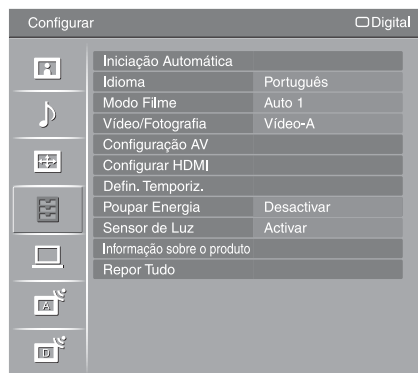 Configurar Digital
Iniciação Automática
Idioma Português
Modo Filme Auto 1
Vídeo/Fotografia Vídeo-A
Configuração AV
Configurar HDMI
Defin. Temporiz.
Poupar Energia Desactivar
Sensor de Luz Activar
Informação sobre o produto
Repor Tudo
A
D